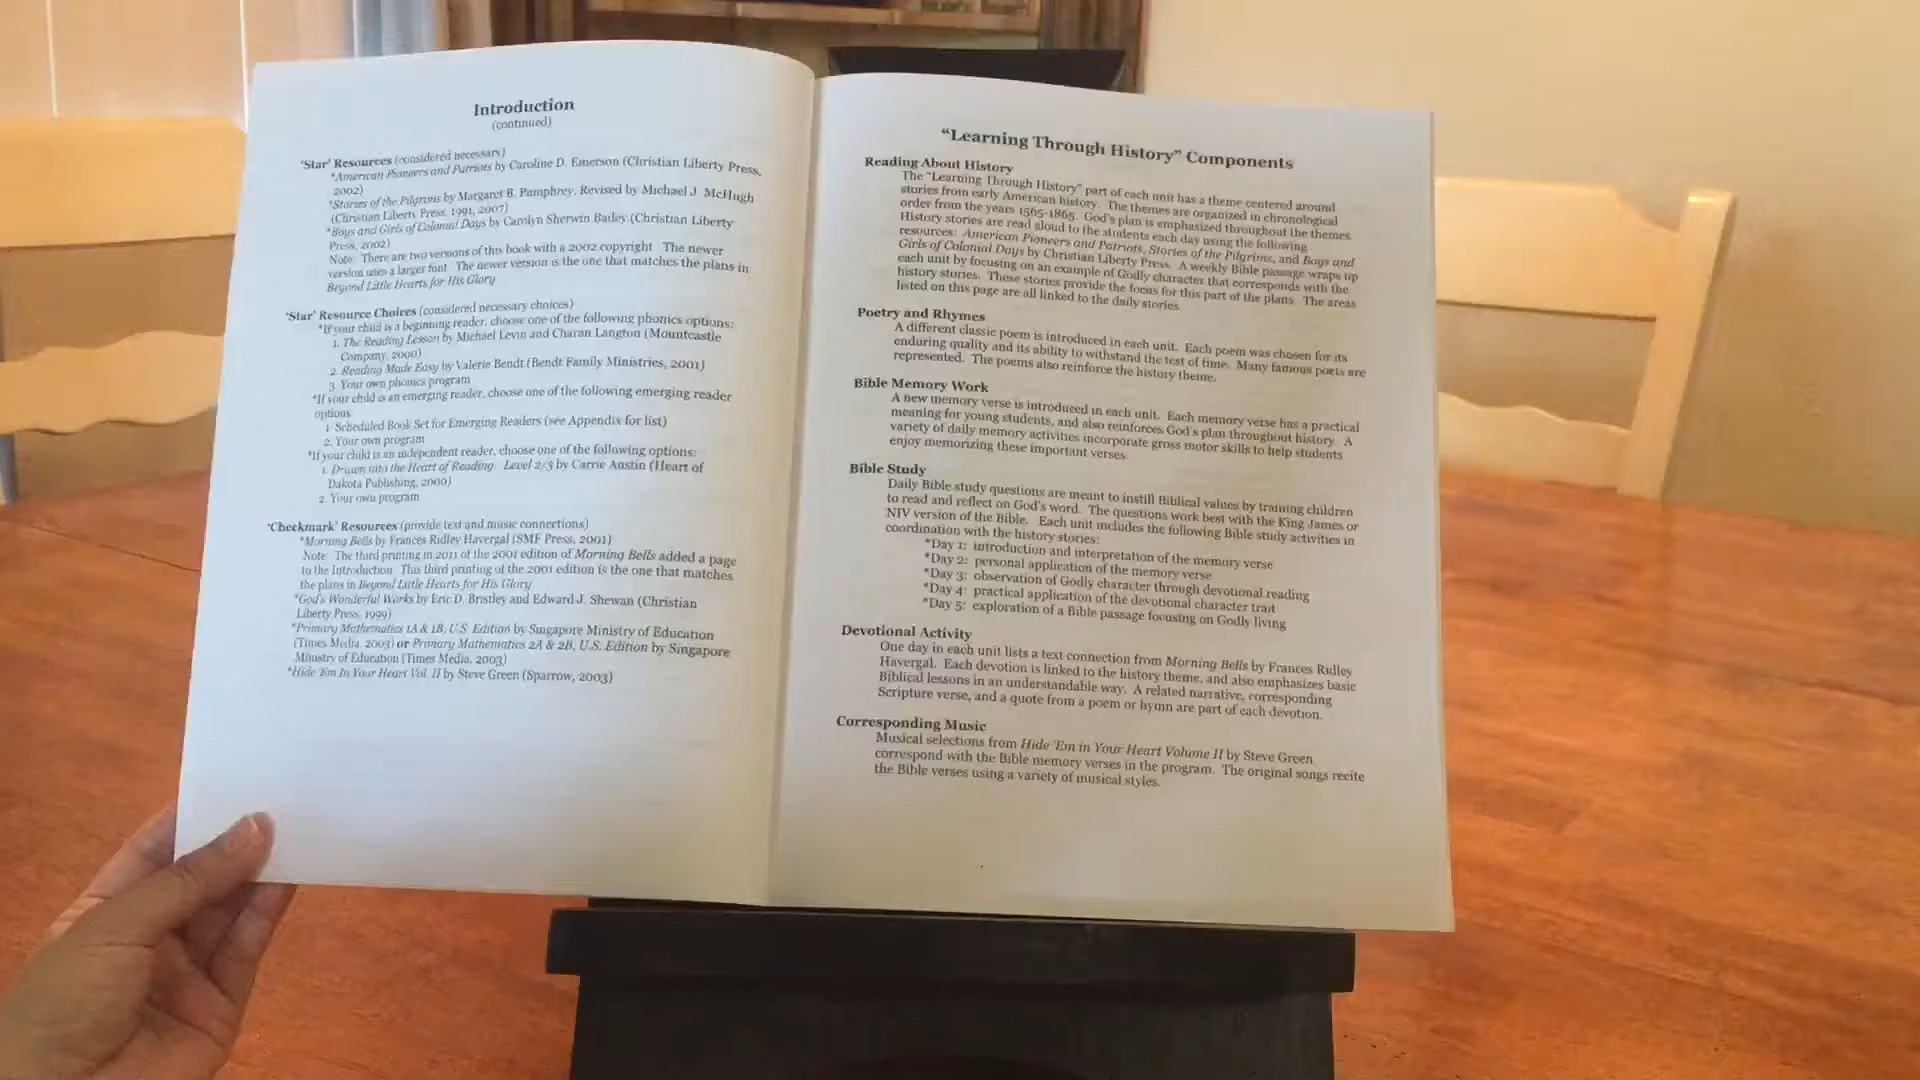 Introduction
(continued)
'Star' Resources (considered necessary)
*American Pioneers and Patriots by Caroline D. Emerson (Christian Liberty Press,
2002)
*Stories of the Pilgrims by Margaret B. Pumphrey, Revised by Michael J. McHugh
(Christian Liberty Press, 1991, 2007)
*Boys and Girls of Colonial Days by Carolyn Sherwin Bailey (Christian Liberty
Press, 2002)
Note: There are two versions of this book with a 2002 copyright. The newer
version uses a larger font. The newer version is the one that matches the plans in
Beyond Little Hearts for His Glory
'Star' Resource Choices (considered necessary choices)
*If your child is a beginning reader, choose one of the following phonics options:
1. The Reading Lesson by Michael Levin and Charan Langton (Mountcastle
Company, 2000)
2. Reading Made Easy by Valerie Bendt (Bendt Family Ministries, 2001)
3. Your own phonics program
*If your child is an emerging reader, choose one of the following emerging reader
options:
1. Scheduled Book Set for Emerging Readers (see Appendix for list)
2. Your own program
*If your child is an independent reader, choose one of the following options:
1. Drawn into the Heart of Reading Level 2/3 by Carrie Austin (Heart of
Dakota Publishing, 2000)
2. Your own program
'Checkmark' Resources (provide text and music connections)
*Morning Bells by Frances Ridley Havergal (SMF Press, 2001)
Note: The third printing in 2011 of the 2001 edition of Morning Bells added a page
to the Introduction. This third printing of the 2001 edition is the one that matches
the plans in Beyond Little Hearts for His Glory
*God's Wonderful Works by Eric D. Bristley and Edward J. Shewan (Christian
Liberty Press, 1999)
*Primary Mathematics 1A & 1B, U.S. Edition by Singapore Ministry of Education
(Times Media, 2003) or Primary Mathematics 2A & 2B, U.S. Edition by Singapore
Ministry of Education (Times Media, 2003)
*Hide 'Em In Your Heart Vol. II by Steve Green (Sparrow, 2003)
"Learning Through History" Components
Reading About History
The "Learning Through History" part of each unit has a theme centered around
stories from early American history. The themes are organized in chronological
order from the years 1565-1865. God's plan is emphasized throughout the themes.
History stories are read aloud to the students each day using the following
resources: American Pioneers and Patriots, Stories of the Pilgrims, and Boys and
Girls of Colonial Days by Christian Liberty Press. A weekly Bible passage wraps up
each unit by focusing on an example of Godly character that corresponds with the
history stories. These stories provide the focus for this part of the plans. The areas
listed on this page are all linked to the daily stories.
Poetry and Rhymes
A different classic poem is introduced in each unit. Each poem was chosen for its
enduring quality and its ability to withstand the test of time. Many famous poets are
represented. The poems also reinforce the history theme.
Bible Memory Work
A new memory verse is introduced in each unit. Each memory verse has a practical
meaning for young students, and also reinforces God's plan throughout history. A
variety of daily memory activities incorporate gross motor skills to help students
enjoy memorizing these important verses.
Bible Study
Daily Bible study questions are meant to instill Biblical values by training children
to read and reflect on God's word. The questions work best with the King James or
NIV version of the Bible. Each unit includes the following Bible study activities in
coordination with the history stories:
*Day 1: introduction and interpretation of the memory verse
*Day 2: personal application of the memory verse
*Day 3: observation of Godly character through devotional reading
*Day 4: practical application of the devotional character trait
*Day 5: exploration of a Bible passage focusing on Godly living
Devotional Activity
One day in each unit lists a text connection from Morning Bells by Frances Ridley
Havergal. Each devotion is linked to the history theme, and also emphasizes basic
Biblical lessons in an understandable way. A related narrative, corresponding
Scripture verse, and a quote from a poem or hymn are part of each devotion.
Corresponding Music
Musical selections from Hide 'Em in Your Heart Volume II by Steve Green
correspond with the Bible memory verses in the program. The original songs recite
the Bible verses using a variety of musical styles.